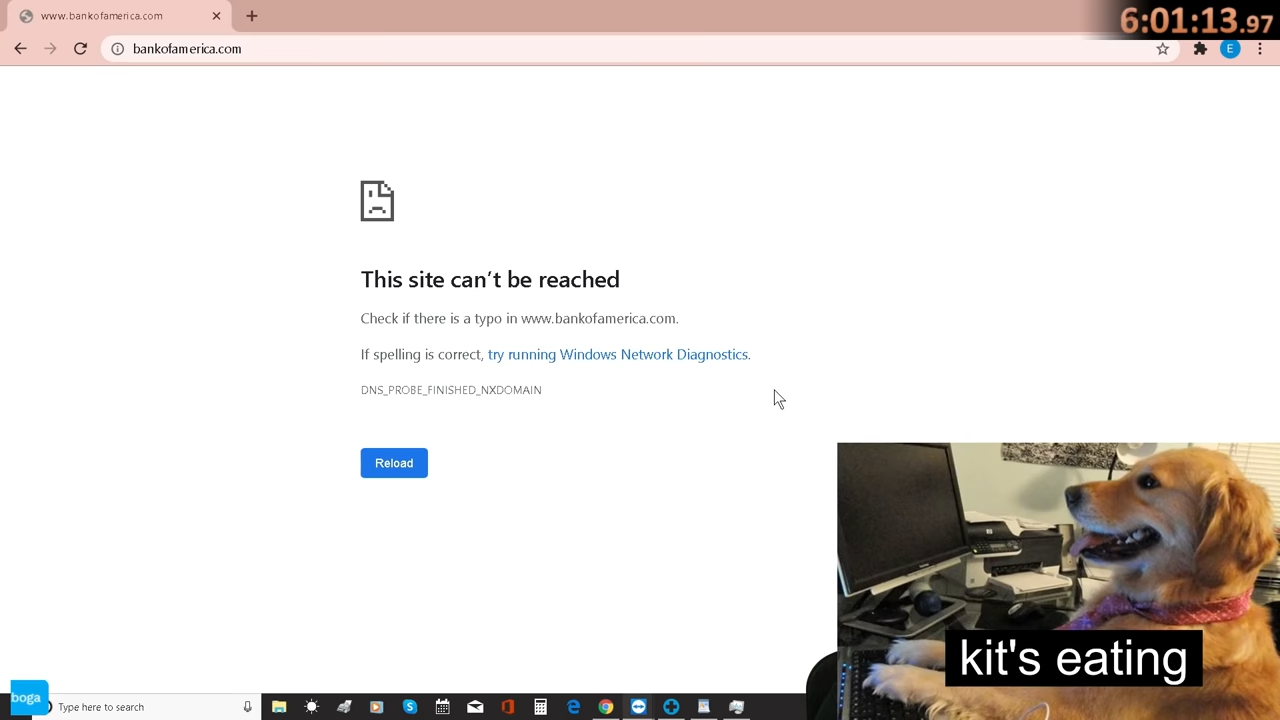 www.bankofamerica.com
6:01:13.97
bankofamerica.com
E
This site can't be reached
Check if there is a typo in www.bankofamerica.com.
If spelling is correct, try running Windows Network Diagnostics.
DNS_PROBE_FINISHED_NXDOMAIN
Reload
kit's eating
boga
Type here to search